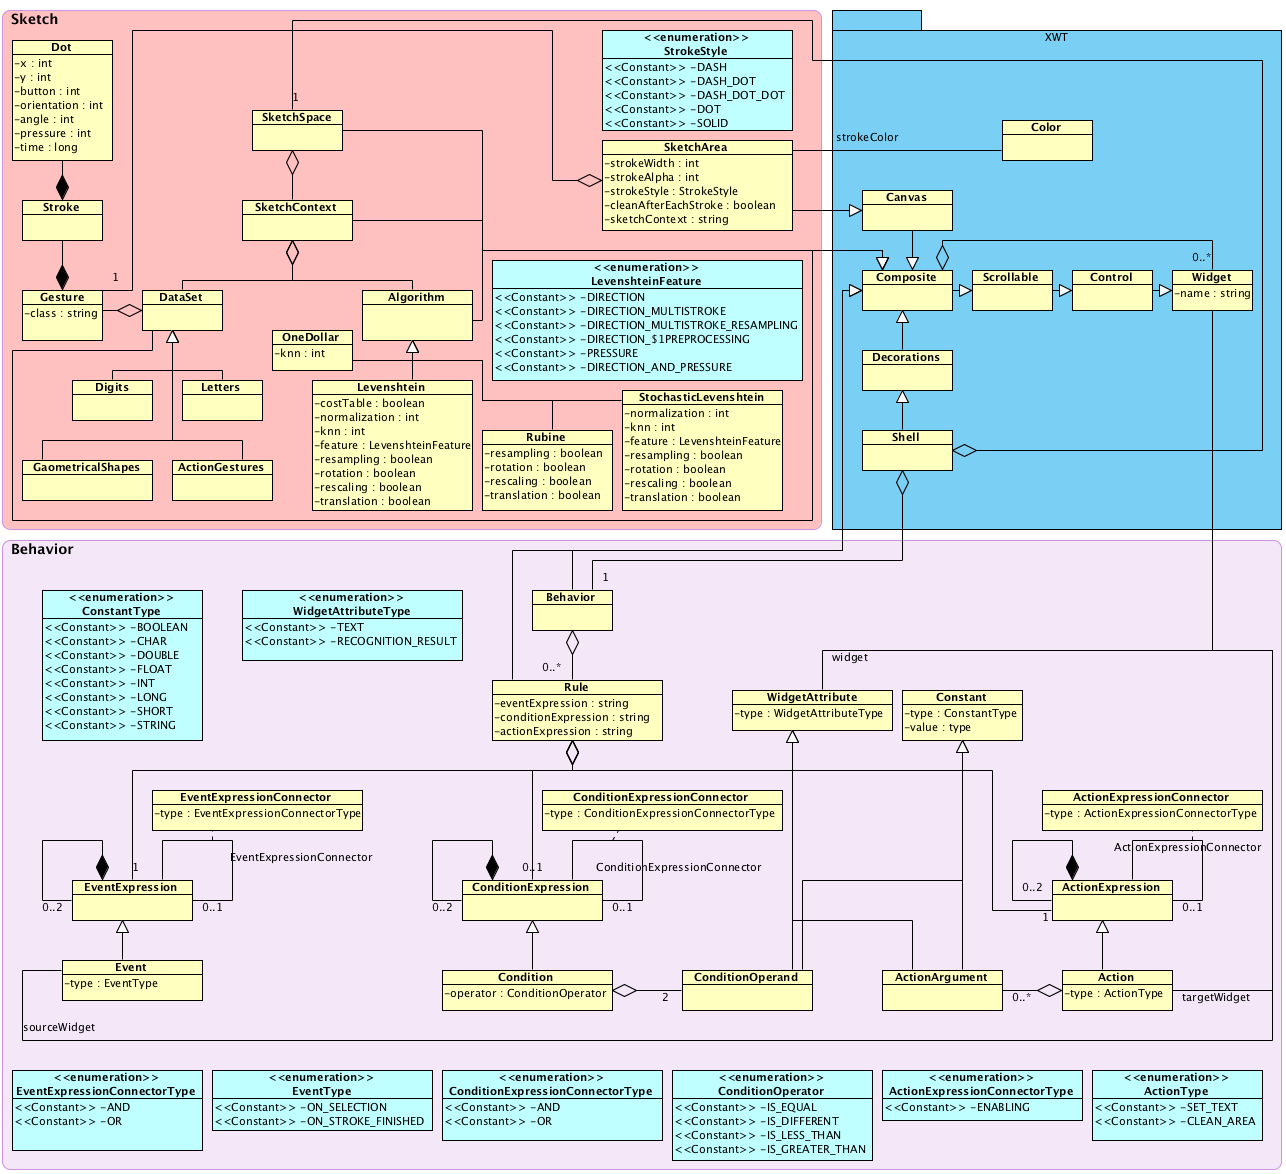 Sketch
Dot
-x : int
-y : int
-button : int
-orientation : int
-angle : int
-pressure : int
-time : long
Stroke
Gesture
-class : string
1
DataSet
Digits
Letters
GaometricalShapes
ActionGestures
1
SketchSpace
SketchContext
Algorithm
OneDollar
-knn : int
Levenshtein
-costTable : boolean
-normalization : int
-knn : int
-feature : LevenshteinFeature
-resampling : boolean
-rotation : boolean
-rescaling : boolean
-translation : boolean
Rubine
-resampling : boolean
-rotation : boolean
-rescaling : boolean
-translation : boolean
StochasticLevenshtein
-normalization : int
-knn : int
-feature : LevenshteinFeature
-resampling : boolean
-rotation : boolean
-rescaling : boolean
-translation : boolean
<<enumeration>>
StrokeStyle
<<Constant>> -DASH
<<Constant>> -DASH_DOT
<<Constant>> -DASH_DOT_DOT
<<Constant>> -DOT
<<Constant>> -SOLID
SketchArea
-strokeWidth : int
-strokeAlpha : int
-strokeStyle : StrokeStyle
-cleanAfterEachStroke : boolean
-sketchContext : string
<<enumeration>>
LevenshteinFeature
<<Constant>> -DIRECTION
<<Constant>> -DIRECTION_MULTISTROKE
<<Constant>> -DIRECTION_MULTISTROKE_RESAMPLING
<<Constant>> -DIRECTION_$1PREPROCESSING
<<Constant>> -PRESSURE
<<Constant>> -DIRECTION_AND_PRESSURE
XWT
strokeColor
Color
Canvas
0..*
Composite
Scrollable
Control
Widget
-name : string
Decorations
Shell
Behavior
<<enumeration>>
ConstantType
<<Constant>> -BOOLEAN
<<Constant>> -CHAR
<<Constant>> -DOUBLE
<<Constant>> -FLOAT
<<Constant>> -INT
<<Constant>> -LONG
<<Constant>> -SHORT
<<Constant>> -STRING
<<enumeration>>
WidgetAttributeType
<<Constant>> -TEXT
<<Constant>> -RECOGNITION_RESULT
1
Behavior
0..*
Rule
-eventExpression : string
-conditionExpression : string
-actionExpression : string
widget
WidgetAttribute
-type : WidgetAttributeType
Constant
-type : ConstantType
-value : type
EventExpressionConnector
-type : EventExpressionConnectorType
EventExpressionConnector
1
EventExpression
0..2
0..1
Event
-type : EventType
sourceWidget
ConditionExpressionConnector
-type : ConditionExpressionConnectorType
ConditionExpressionConnector
0..1
ConditionExpression
0..2
0..1
Condition
-operator : ConditionOperator
2
ConditionOperand
ActionExpressionConnector
-type : ActionExpressionConnectorType
ActionExpressionConnector
0..2
ActionExpression
0..1
1
ActionArgument
0..*
Action
-type : ActionType
targetWidget
<<enumeration>>
EventExpressionConnectorType
<<Constant>> -AND
<<Constant>> -OR
<<enumeration>>
EventType
<<Constant>> -ON_SELECTION
<<Constant>> -ON_STROKE_FINISHED
<<enumeration>>
ConditionExpressionConnectorType
<<Constant>> -AND
<<Constant>> -OR
<<enumeration>>
ConditionOperator
<<Constant>> -IS_EQUAL
<<Constant>> -IS_DIFFERENT
<<Constant>> -IS_LESS_THAN
<<Constant>> -IS_GREATER_THAN
<<enumeration>>
ActionExpressionConnectorType
<<Constant>> -ENABLING
<<enumeration>>
ActionType
<<Constant>> -SET_TEXT
<<Constant>> -CLEAN_AREA